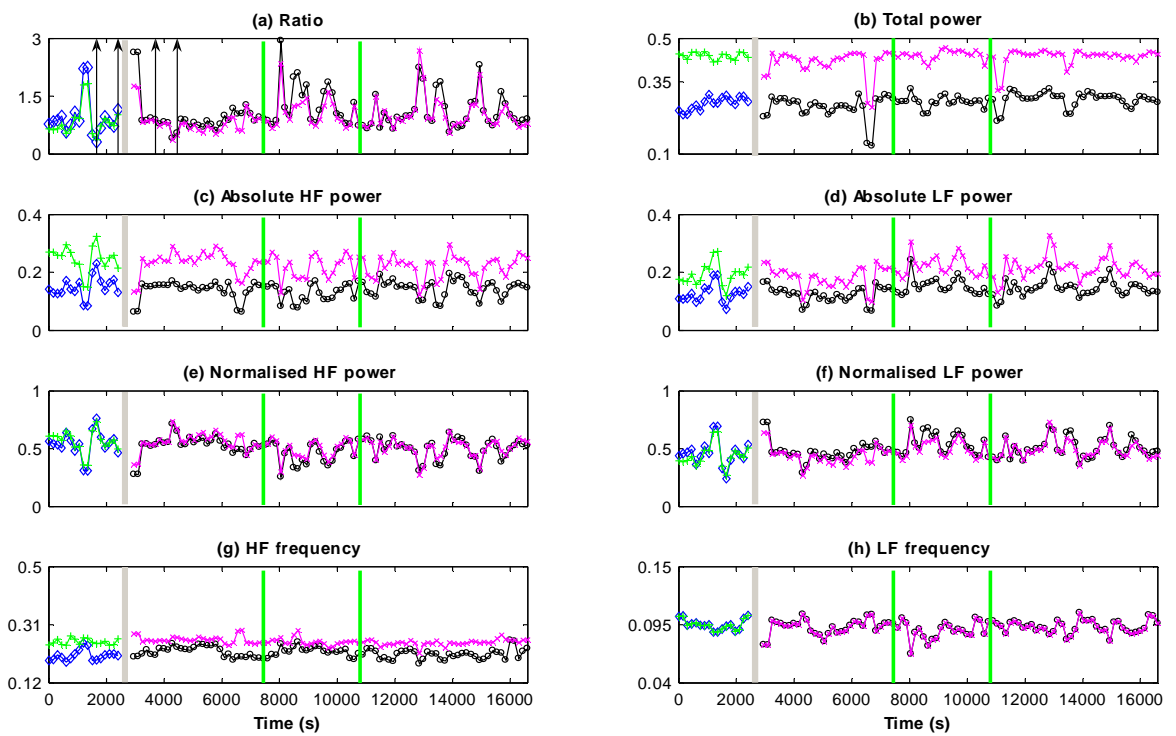 (a) Ratio
3
1.5
0
(b) Total power
0.5
0.35
0.1
(c) Absolute HF power
0.4
0.2
0
(d) Absolute LF power
0.4
0.2
0
(e) Normalised HF power
1
0.5
0
(f) Normalised LF power
1
0.5
0
(g) HF frequency
0.5
0.31
0.12
0 2000 4000 6000 8000 10000 12000 14000 16000
Time (s)
(h) LF frequency
0.15
0.095
0.04
0 2000 4000 6000 8000 10000 12000 14000 16000
Time (s)